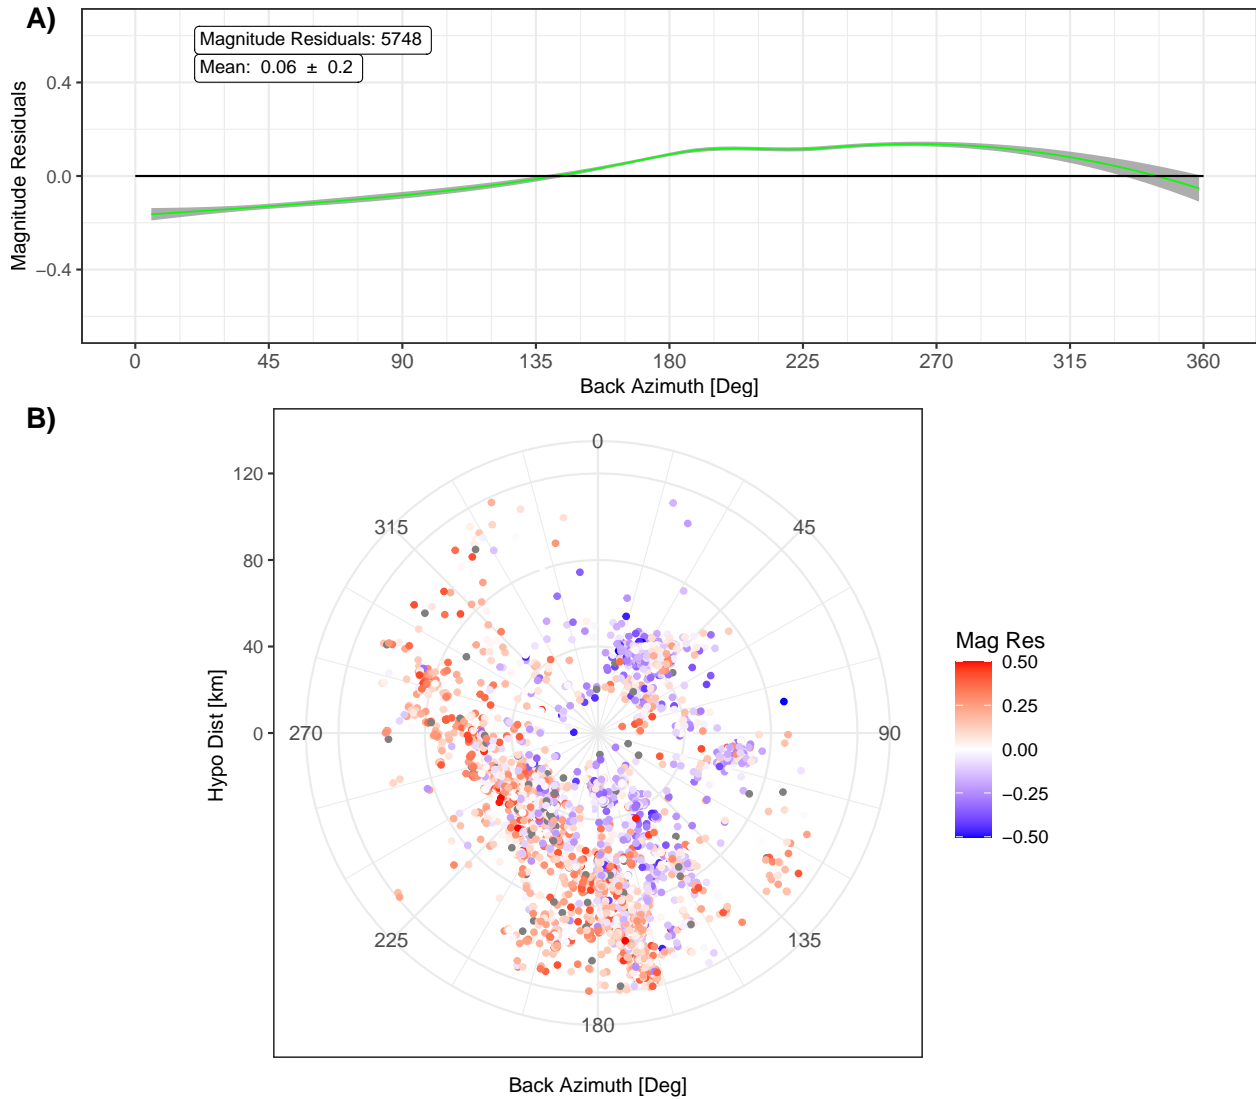 A)
Magnitude Residuals: 5748
Mean:  0.06  ±  0.2
Magnitude Residuals
0.4
0.0
−0.4
0 45 90 135 180 225 270 315 360
Back Azimuth [Deg]
B)
Hypo Dist [km]
120
80
40
0
0
45
90
135
180
225
270
315
Back Azimuth [Deg]
Mag Res
0.50
0.25
0.00
−0.25
−0.50